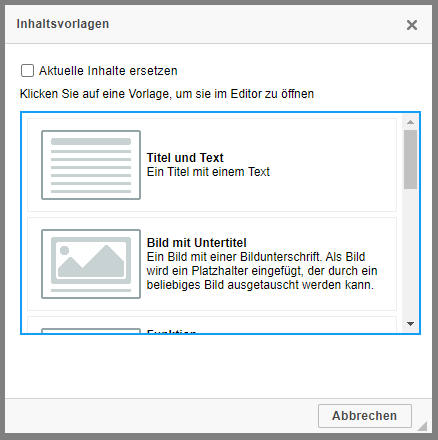 Inhaltsvorlagen
Aktuelle Inhalte ersetzen
Klicken Sie auf eine Vorlage, um sie im Editor zu öffnen
Titel und Text
Ein Titel mit einem Text
Bild mit Untertitel
Ein Bild mit einer Bildunterschrift. Als Bild
wird ein Platzhalter eingefügt, der durch ein
beliebiges Bild ausgetauscht werden kann.
Funktion
Abbrechen